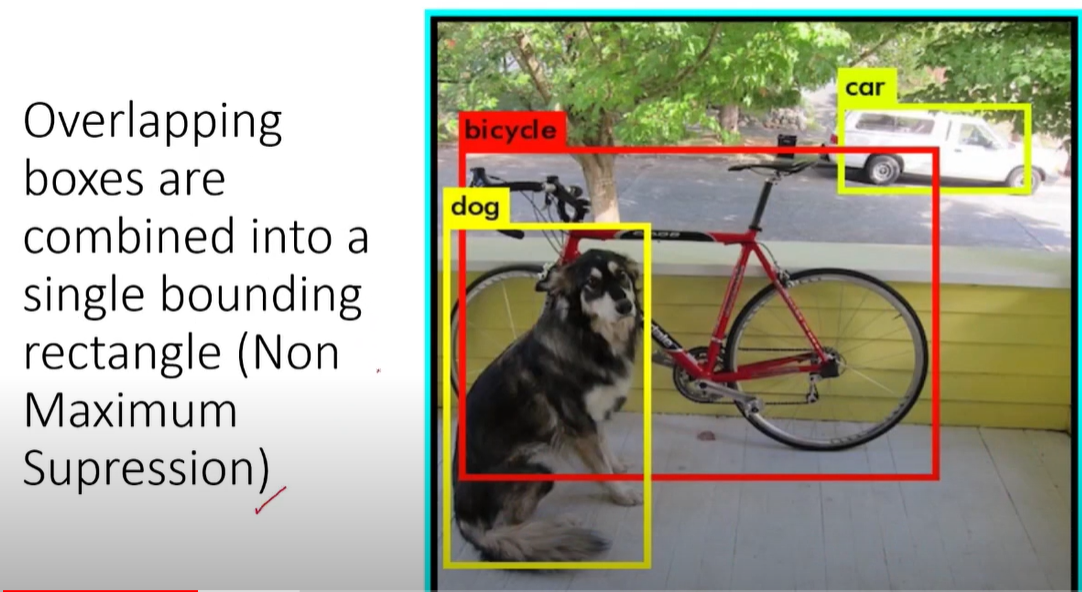 Overlapping
boxes are
combined into a
single bounding
rectangle (Non
Maximum
Supression)
car
bicycle
dog